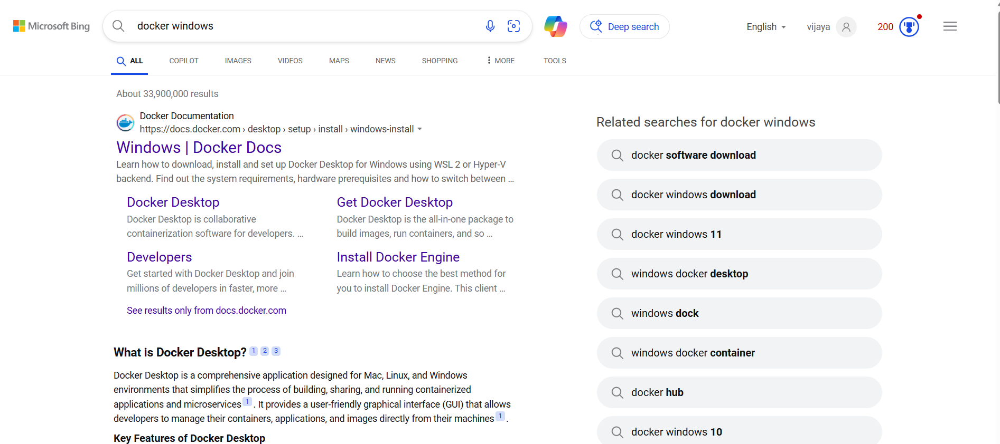 Microsoft Bing
docker windows
Deep search
English
vijaya
200
ALL
COPILOT
IMAGES
VIDEOS
MAPS
NEWS
SHOPPING
MORE
TOOLS
About 33,900,000 results
Docker Documentation
https://docs.docker.com › desktop › setup › install › windows-install
Windows | Docker Docs
Learn how to download, install and set up Docker Desktop for Windows using WSL 2 or Hyper-V
backend. Find out the system requirements, hardware prerequisites and how to switch between ...
Docker Desktop
Docker Desktop is collaborative
containerization software for developers. ...
Get Docker Desktop
Docker Desktop is the all-in-one package to
build images, run containers, and so ...
Developers
Get started with Docker Desktop and join
millions of developers in faster, more ...
Install Docker Engine
Learn how to choose the best method for
you to install Docker Engine. This client ...
See results only from docs.docker.com
What is Docker Desktop? 1 2 3
Docker Desktop is a comprehensive application designed for Mac, Linux, and Windows
environments that simplifies the process of building, sharing, and running containerized
applications and microservices 1 . It provides a user-friendly graphical interface (GUI) that allows
developers to manage their containers, applications, and images directly from their machines 1 .
Key Features of Docker Desktop
Related searches for docker windows
docker software download
docker windows download
docker windows 11
windows docker desktop
windows dock
windows docker container
docker hub
docker windows 10